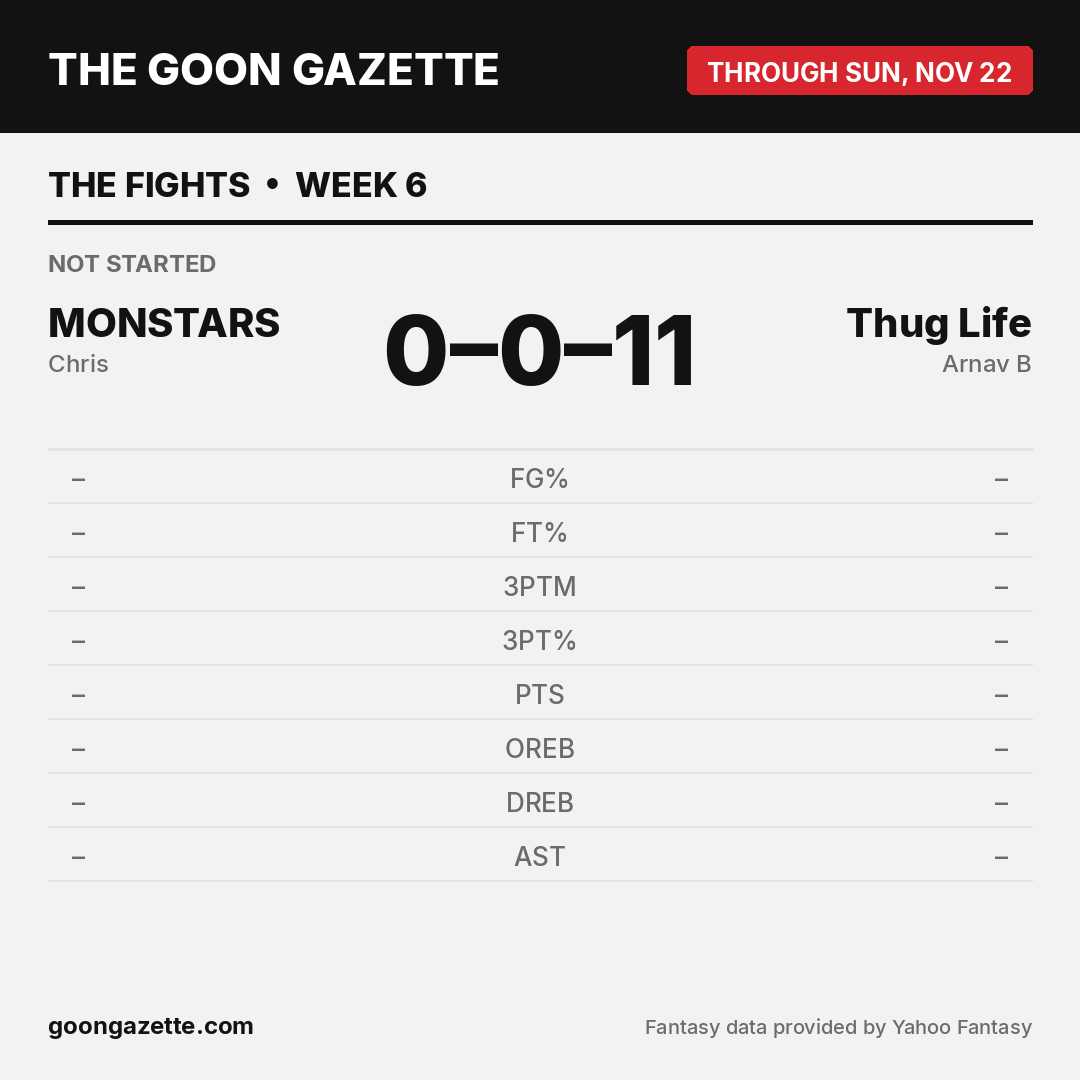 THE GOON GAZETTE
THROUGH SUN, NOV 22
THE FIGHTS • WEEK 6
NOT STARTED
MONSTARS
Chris
0–0–11
Thug Life
Arnav B
– FG% –
– FT% –
– 3PTM –
– 3PT% –
– PTS –
– OREB –
– DREB –
– AST –
goongazette.com
Fantasy data provided by Yahoo Fantasy